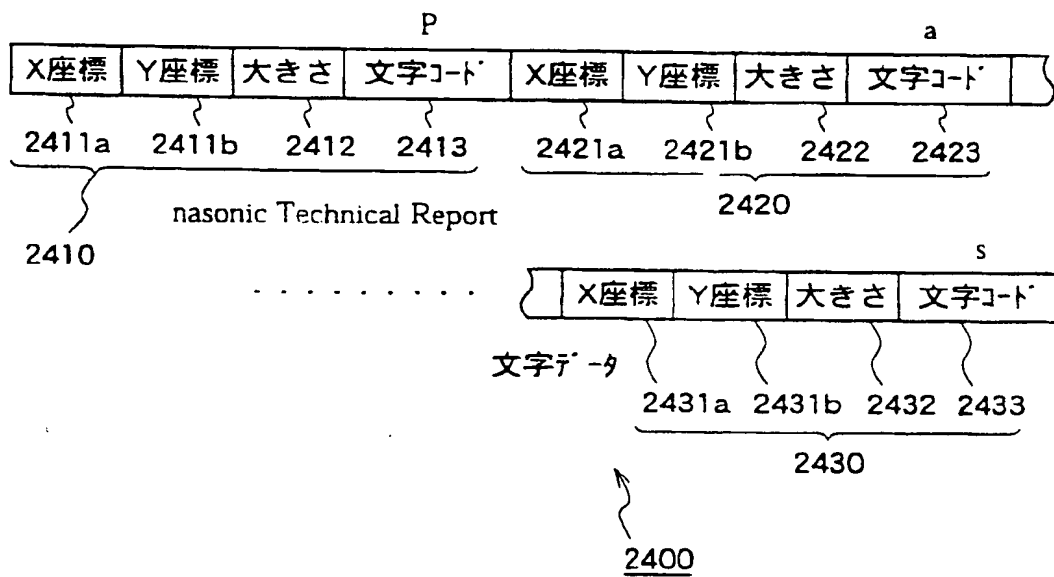 P a
X座標 Y座標 大きさ 文字ｺｰﾄﾞ X座標 Y座標 大きさ 文字ｺｰﾄﾞ
2411a 2411b 2412 2413 2421a 2421b 2422 2423
2420
nasonic Technical Report
2410
s
. . . . . . . . . .
X座標 Y座標 大きさ 文字ｺｰﾄﾞ
文字ﾃﾞｰﾀ
2431a 2431b 2432 2433
2430
2400